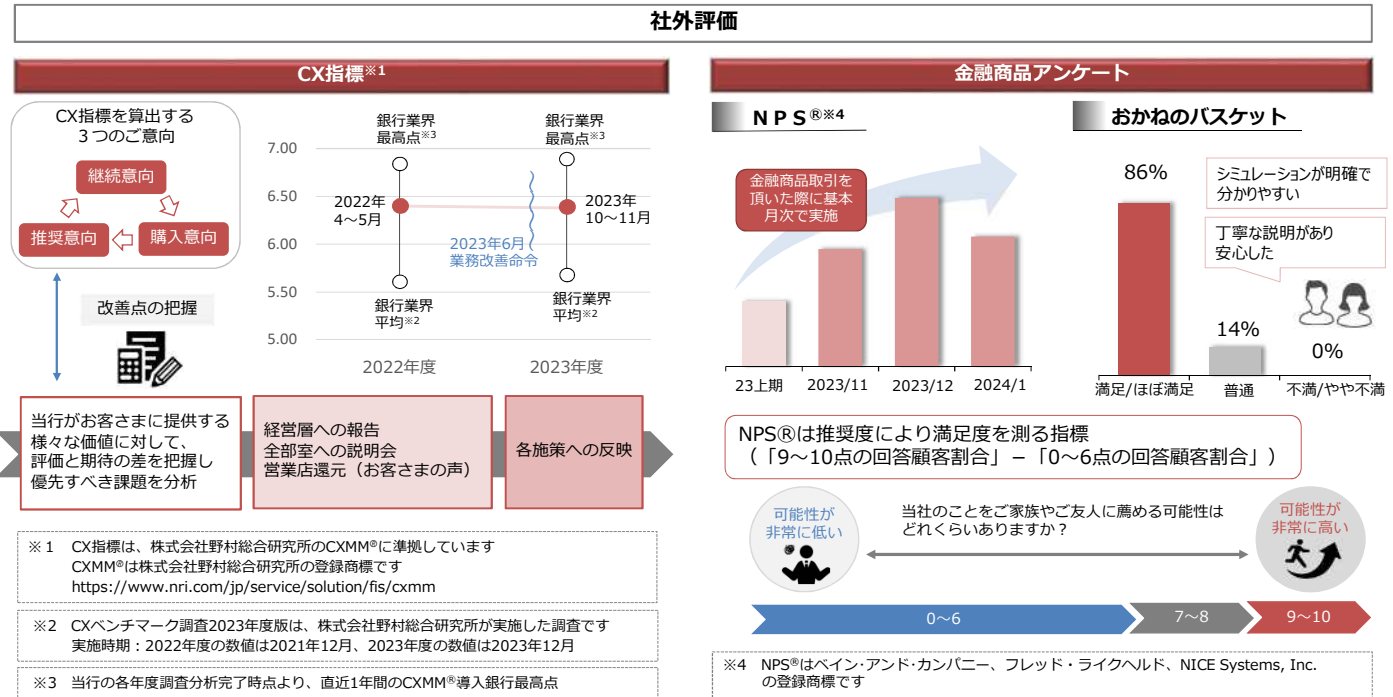 社外評価
CX指標※1
CX指標を算出する
３つのご意向
継続意向
推奨意向
購入意向
改善点の把握
銀行業界
最高点※3
銀行業界
最高点※3
7.00
6.50
6.00
5.50
5.00
2022年
4～5月
2023年
10～11月
2023年6月
業務改善命令
銀行業界
平均※2
銀行業界
平均※2
2022年度
2023年度
当行がお客さまに提供する
様々な価値に対して、
評価と期待の差を把握し
優先すべき課題を分析
経営層への報告
全部室への説明会
営業店還元（お客さまの声）
各施策への反映
※１ CX指標は、株式会社野村総合研究所のCXMM®に準拠しています
CXMM®は株式会社野村総合研究所の登録商標です
https://www.nri.com/jp/service/solution/fis/cxmm
※2 CXベンチマーク調査2023年度版は、株式会社野村総合研究所が実施した調査です
実施時期：2022年度の数値は2021年12月、2023年度の数値は2023年12月
※3 当行の各年度調査分析完了時点より、直近1年間のCXMM®導入銀行最高点
金融商品アンケート
ＮＰＳ®※4
金融商品取引を
頂いた際に基本
月次で実施
23上期
2023/11
2023/12
2024/1
おかねのバスケット
86%
14%
0%
シミュレーションが明確で
分かりやすい
丁寧な説明があり
安心した
満足/ほぼ満足
普通
不満/やや不満
NPS®は推奨度により満足度を測る指標
（「9～10点の回答顧客割合」－「0～6点の回答顧客割合」）
可能性が
非常に低い
当社のことをご家族やご友人に薦める可能性は
どれくらいありますか？
可能性が
非常に高い
0～6
7～8
9～10
※4 NPS®はベイン･アンド･カンパニー、フレッド・ライクヘルド、NICE Systems, Inc.
の登録商標です